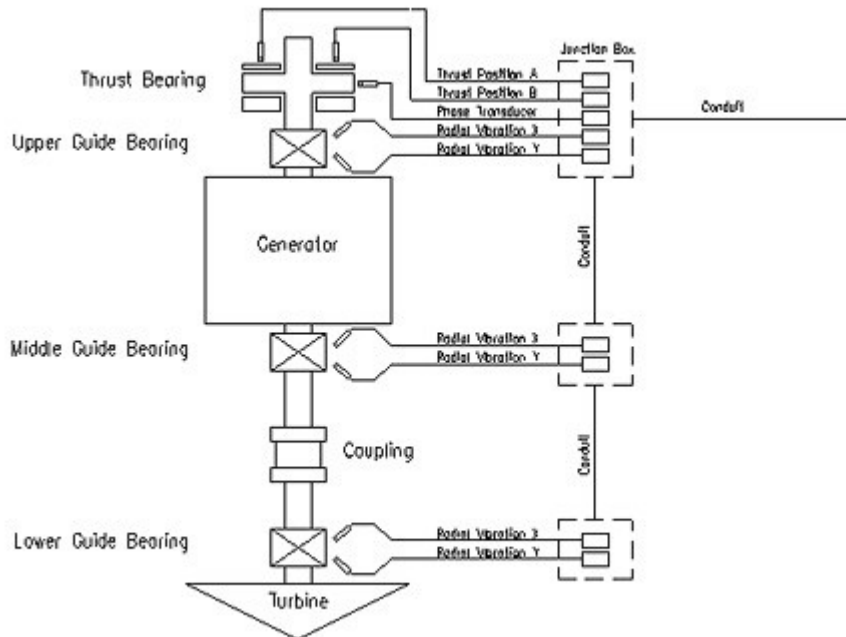 Junction Box
Thrust Bearing
Thrust Position A
Thrust Position B
Phase Transducer
Conduit
Upper Guide Bearing
Radial Vibration X
Radial Vibration Y
Generator
Conduit
Middle Guide Bearing
Radial Vibration X
Radial Vibration Y
Coupling
Conduit
Lower Guide Bearing
Radial Vibration X
Radial Vibration Y
Turbine